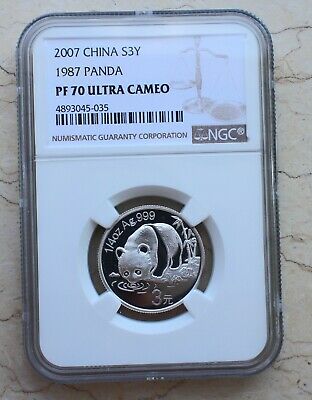 2007 CHINA S3Y
1987 PANDA
PF 70 ULTRA CAMEO
4893045-035
NUMISMATIC GUARANTY CORPORATION
NGC®
1/4oz Ag.999
3元